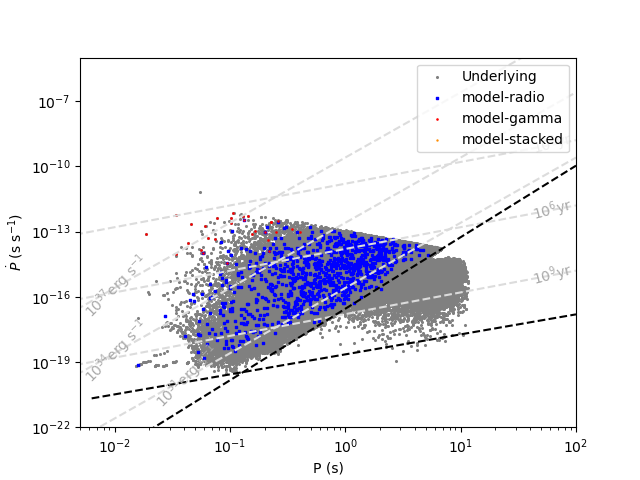 Underlying
model-radio
model-gamma
model-stacked
10^-7
10^-10
10^-13
10^-16
10^-19
10^-22
Ṗ (s s^-1)
10^6 yr
10^9 yr
10^37 erg s^-1
10^34 erg s^-1
10^-2
10^-1
10^0
10^1
10^2
P (s)